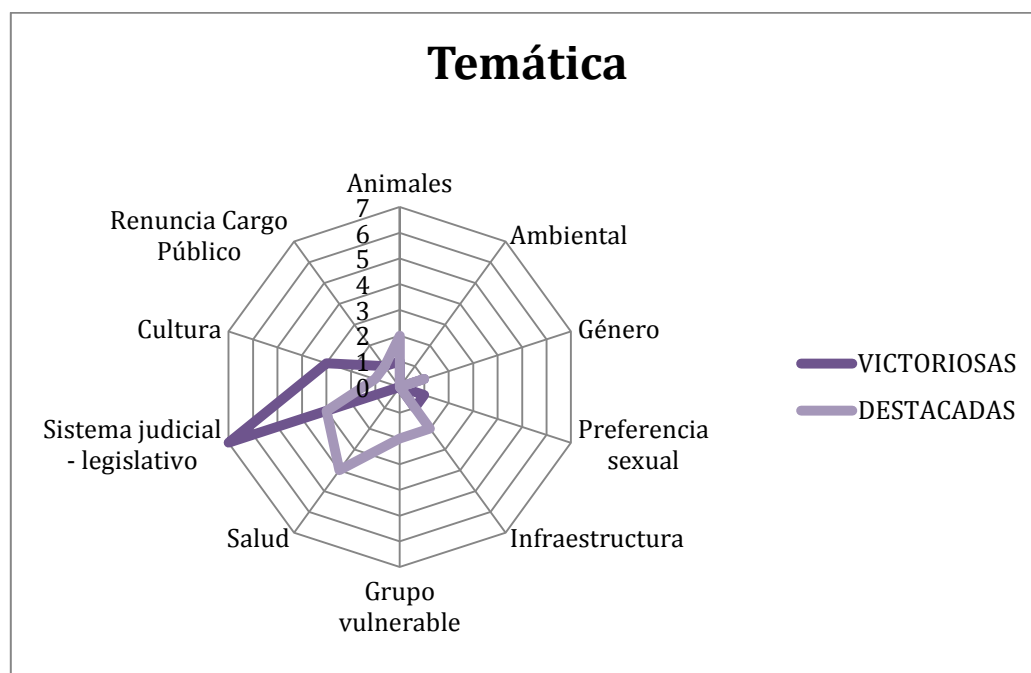 Temática
Animales
Ambiental
Género
Preferencia
sexual
Infraestructura
Grupo
vulnerable
Salud
Sistema judicial
- legislativo
Cultura
Renuncia Cargo
Público
7
6
5
4
3
2
1
0
VICTORIOSAS
DESTACADAS